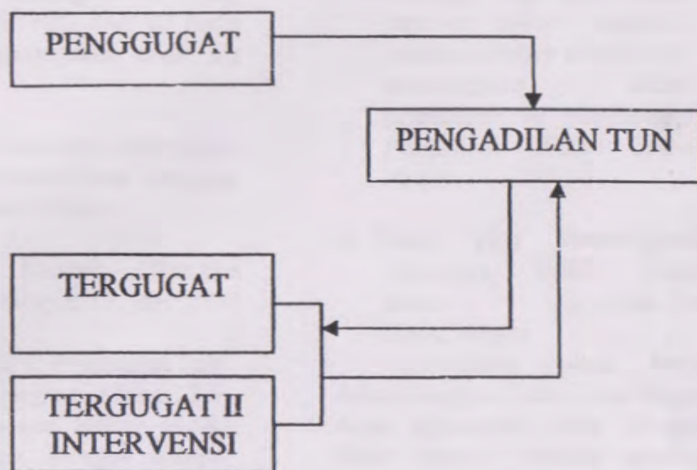 PENGGUGAT
PENGADILAN TUN
TERGUGAT
TERGUGAT II
INTERVENSI